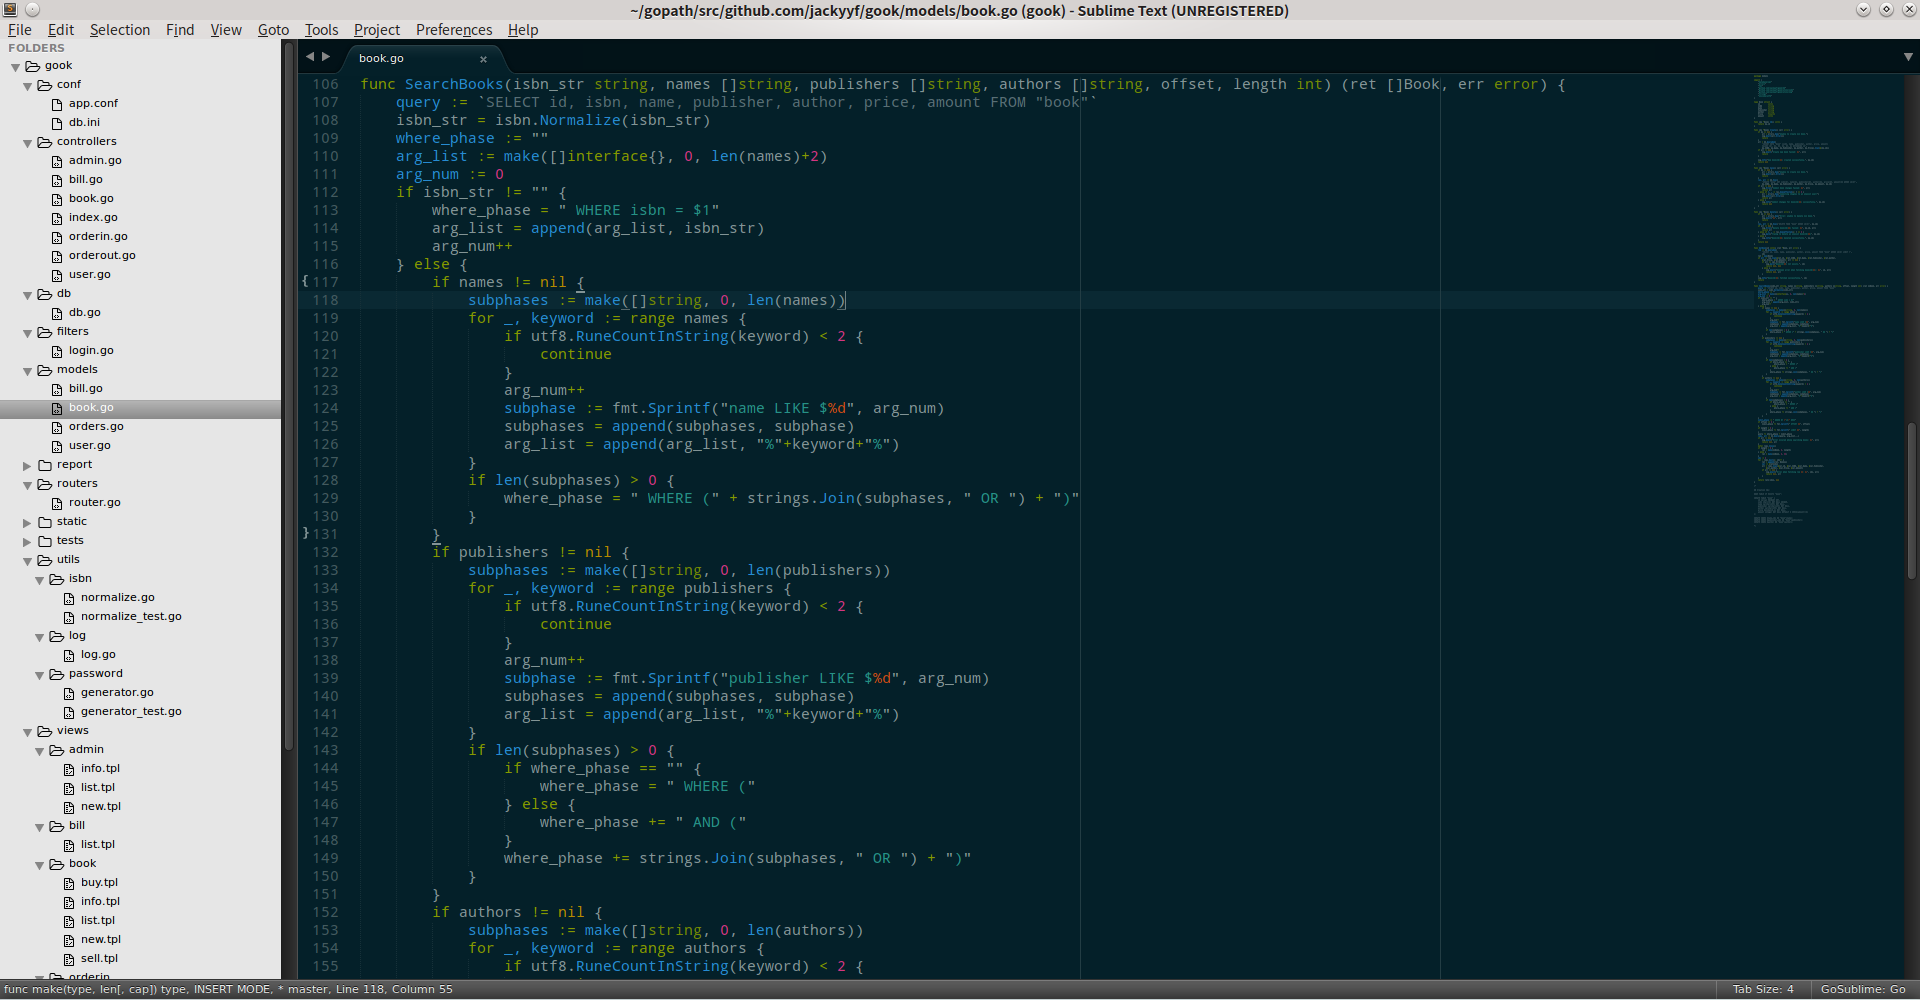 ~/gopath/src/github.com/jackyyf/gook/models/book.go (gook) - Sublime Text (UNREGISTERED)
File Edit Selection Find View Goto Tools Project Preferences Help
FOLDERS
gook
conf
app.conf
db.ini
controllers
admin.go
bill.go
book.go
index.go
orderin.go
orderout.go
user.go
db
db.go
filters
login.go
models
bill.go
book.go
orders.go
user.go
report
routers
router.go
static
tests
utils
isbn
normalize.go
normalize_test.go
log
log.go
password
generator.go
generator_test.go
views
admin
info.tpl
list.tpl
new.tpl
bill
list.tpl
book
buy.tpl
info.tpl
list.tpl
new.tpl
sell.tpl
orderin
book.go ×
106 func SearchBooks(isbn_str string, names []string, publishers []string, authors []string, offset, length int) (ret []Book, err error) {
107     query := `SELECT id, isbn, name, publisher, author, price, amount FROM "book"`
108     isbn_str = isbn.Normalize(isbn_str)
109     where_phase := ""
110     arg_list := make([]interface{}, 0, len(names)+2)
111     arg_num := 0
112     if isbn_str != "" {
113         where_phase = " WHERE isbn = $1"
114         arg_list = append(arg_list, isbn_str)
115         arg_num++
116     } else {
{117         if names != nil {
118             subphases := make([]string, 0, len(names))
119             for _, keyword := range names {
120                 if utf8.RuneCountInString(keyword) < 2 {
121                     continue
122                 }
123                 arg_num++
124                 subphase := fmt.Sprintf("name LIKE $%d", arg_num)
125                 subphases = append(subphases, subphase)
126                 arg_list = append(arg_list, "%"+keyword+"%")
127             }
128             if len(subphases) > 0 {
129                 where_phase = " WHERE (" + strings.Join(subphases, " OR ") + ")"
130             }
}131         }
132         if publishers != nil {
133             subphases := make([]string, 0, len(publishers))
134             for _, keyword := range publishers {
135                 if utf8.RuneCountInString(keyword) < 2 {
136                     continue
137                 }
138                 arg_num++
139                 subphase := fmt.Sprintf("publisher LIKE $%d", arg_num)
140                 subphases = append(subphases, subphase)
141                 arg_list = append(arg_list, "%"+keyword+"%")
142             }
143             if len(subphases) > 0 {
144                 if where_phase == "" {
145                     where_phase = " WHERE ("
146                 } else {
147                     where_phase += " AND ("
148                 }
149                 where_phase += strings.Join(subphases, " OR ") + ")"
150             }
151         }
152         if authors != nil {
153             subphases := make([]string, 0, len(authors))
154             for _, keyword := range authors {
155                 if utf8.RuneCountInString(keyword) < 2 {
func make(type, len[, cap]) type, INSERT MODE, * master, Line 118, Column 55
Tab Size: 4
GoSublime: Go